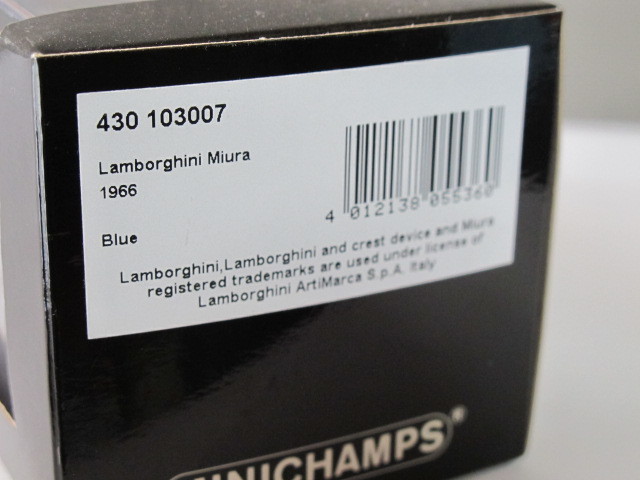 430 103007
Lamborghini Miura
1966
Blue
4 012138 055360
Lamborghini,Lamborghini and crest device and Miura
registered trademarks are used under license of
Lamborghini ArtiMarca S.p.A. Italy
MINICHAMPS®